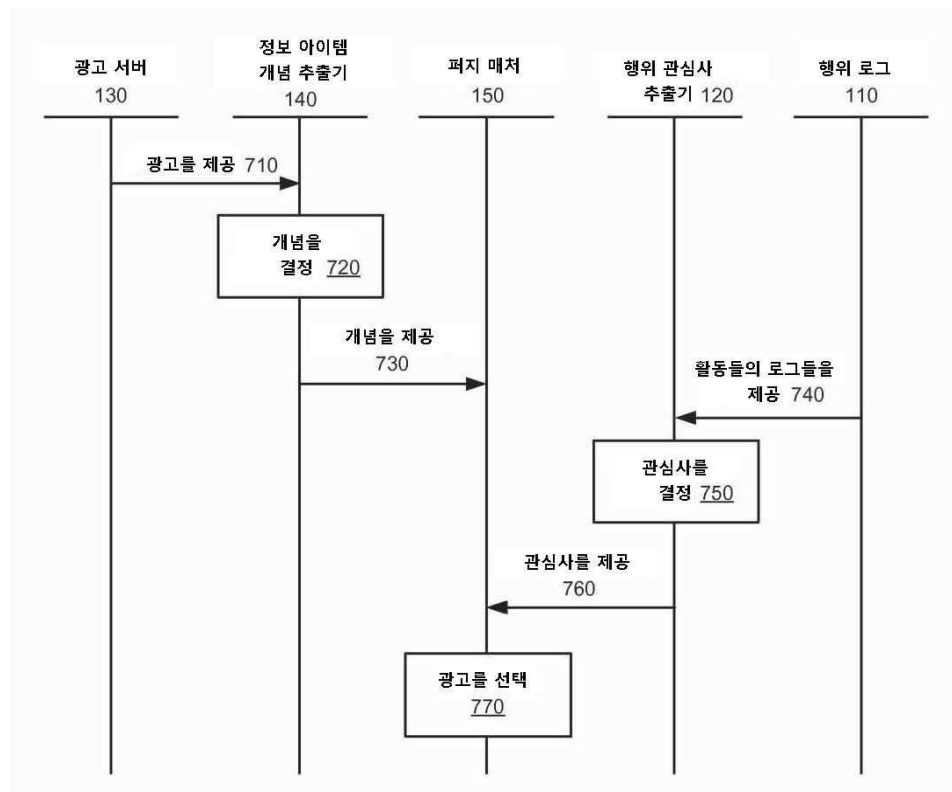 광고 서버
130
정보 아이템
개념 추출기
140
퍼지 매처
150
행위 관심사
추출기 120
행위 로그
110
광고를 제공 710
개념을
결정 720
개념을 제공
730
활동들의 로그들을
제공 740
관심사를
결정 750
관심사를 제공
760
광고를 선택
770